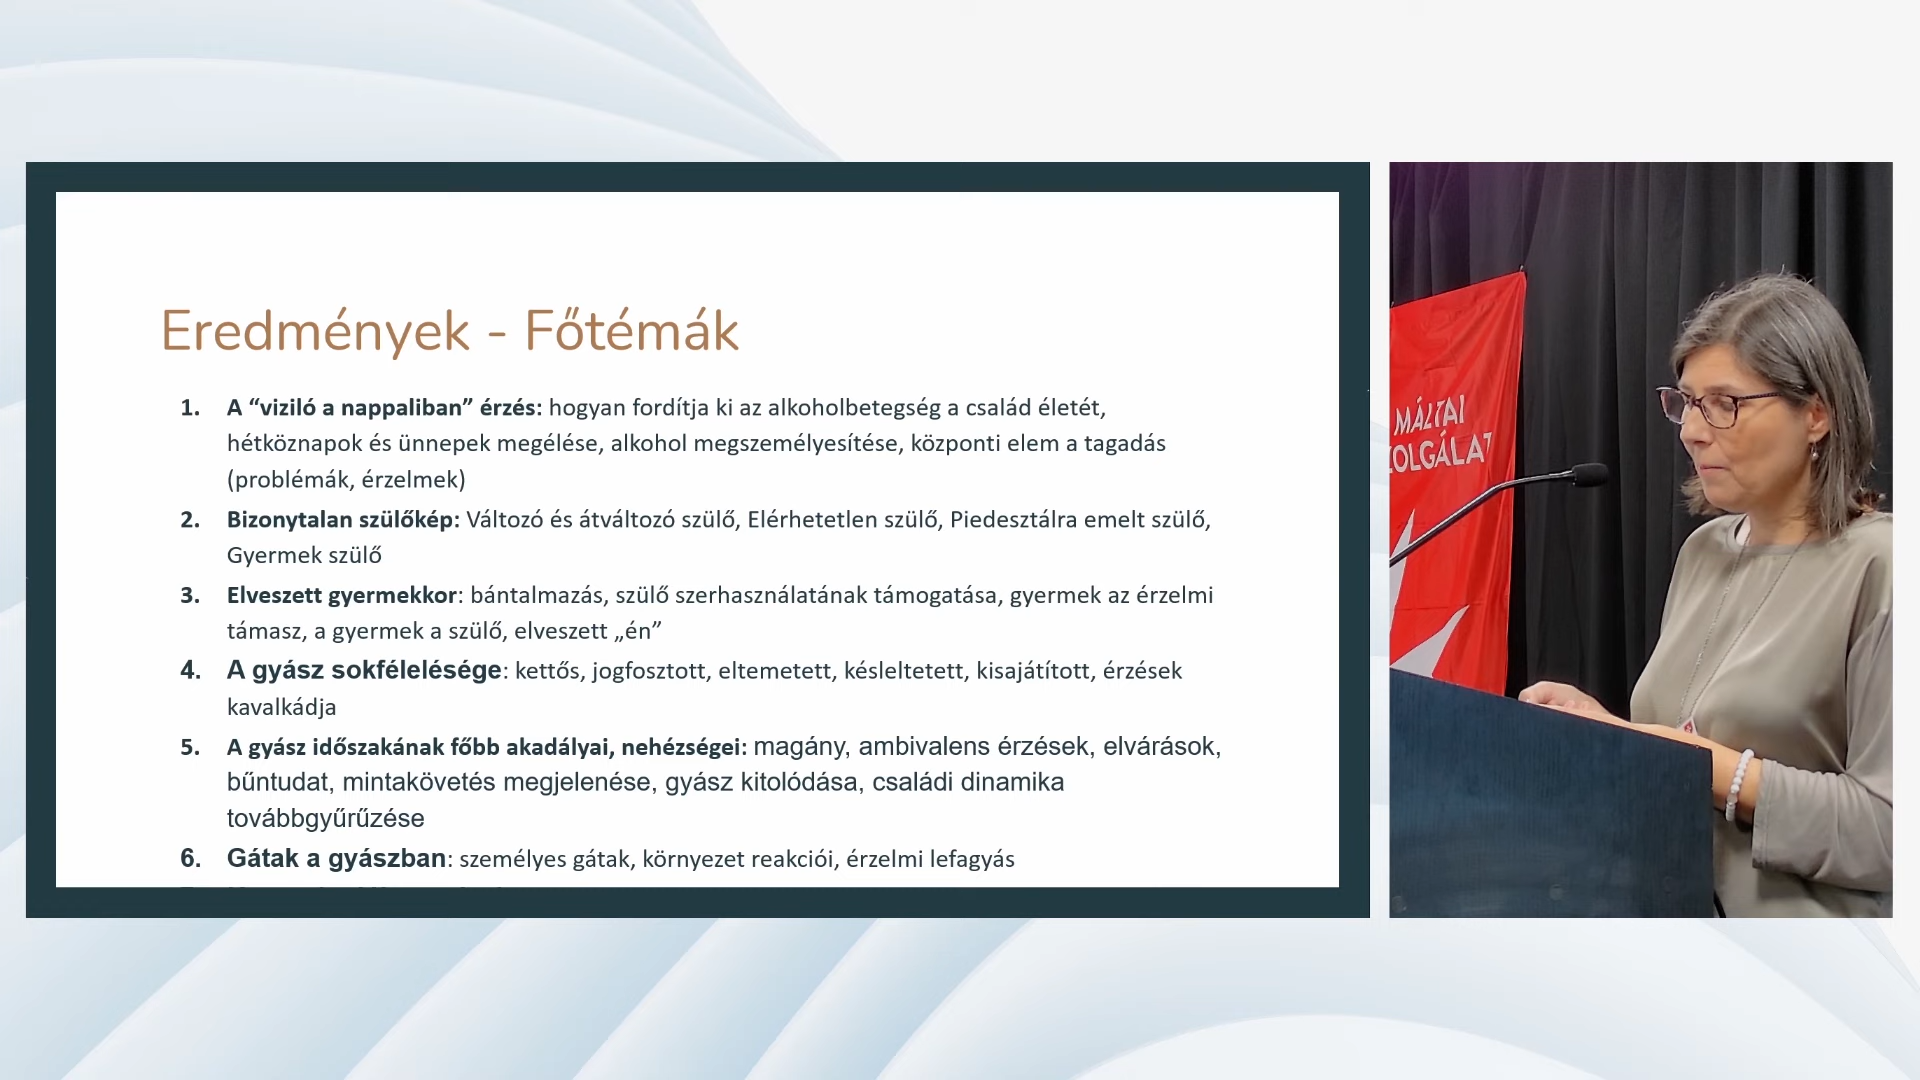 Eredmények - Főtémák
1. A “viziló a nappaliban” érzés: hogyan fordítja ki az alkoholbetegség a család életét,
hétköznapok és ünnepek megélése, alkohol megszemélyesítése, központi elem a tagadás
(problémák, érzelmek)
2. Bizonytalan szülőkép: Változó és átváltozó szülő, Elérhetetlen szülő, Piedesztálra emelt szülő,
Gyermek szülő
3. Elveszett gyermekkor: bántalmazás, szülő szerhasználatának támogatása, gyermek az érzelmi
támasz, a gyermek a szülő, elveszett „én”
4. A gyász sokfélelésége: kettős, jogfosztott, eltemetett, késleltetett, kisajátított, érzések
kavalkádja
5. A gyász időszakának főbb akadályai, nehézségei: magány, ambivalens érzések, elvárások,
bűntudat, mintakövetés megjelenése, gyász kitolódása, családi dinamika
továbbgyűrűzése
6. Gátak a gyászban: személyes gátak, környezet reakciói, érzelmi lefagyás
MÁLTAI
ZOLGÁLAT